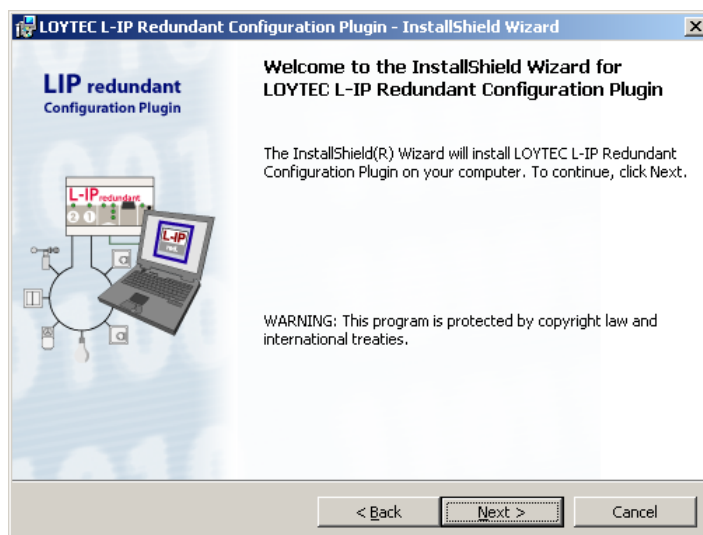 LOYTEC L-IP Redundant Configuration Plugin - InstallShield Wizard
LIP redundant
Configuration Plugin
Welcome to the InstallShield Wizard for
LOYTEC L-IP Redundant Configuration Plugin
The InstallShield(R) Wizard will install LOYTEC L-IP Redundant
Configuration Plugin on your computer. To continue, click Next.
L-IP redundant
2 1
L-IP
WARNING: This program is protected by copyright law and
international treaties.
< Back
Next >
Cancel